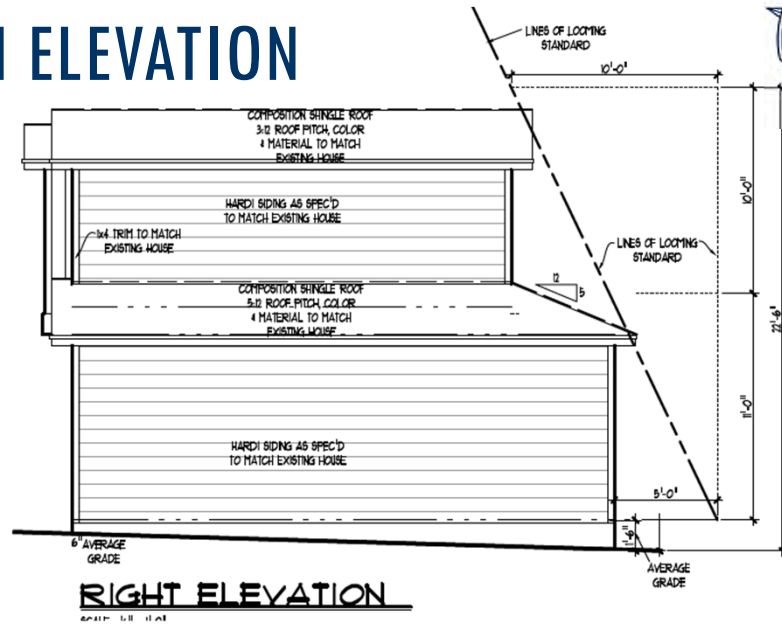 ELEVATION
LINES OF LOOMING
STANDARD
10'-0"
COMPOSITION SHINGLE ROOF
3:12 ROOF PITCH, COLOR
& MATERIAL TO MATCH
EXISTING HOUSE
HARDI SIDING AS SPEC'D
TO MATCH EXISTING HOUSE
10'-0"
1x4 TRIM TO MATCH
EXISTING HOUSE
LINES OF LOOMING
STANDARD
12
5
COMPOSITION SHINGLE ROOF
5:12 ROOF PITCH, COLOR
& MATERIAL TO MATCH
EXISTING HOUSE
22'-6"
11'-0"
HARDI SIDING AS SPEC'D
TO MATCH EXISTING HOUSE
5'-0"
1'-6"
6" AVERAGE
GRADE
AVERAGE
GRADE
RIGHT ELEVATION